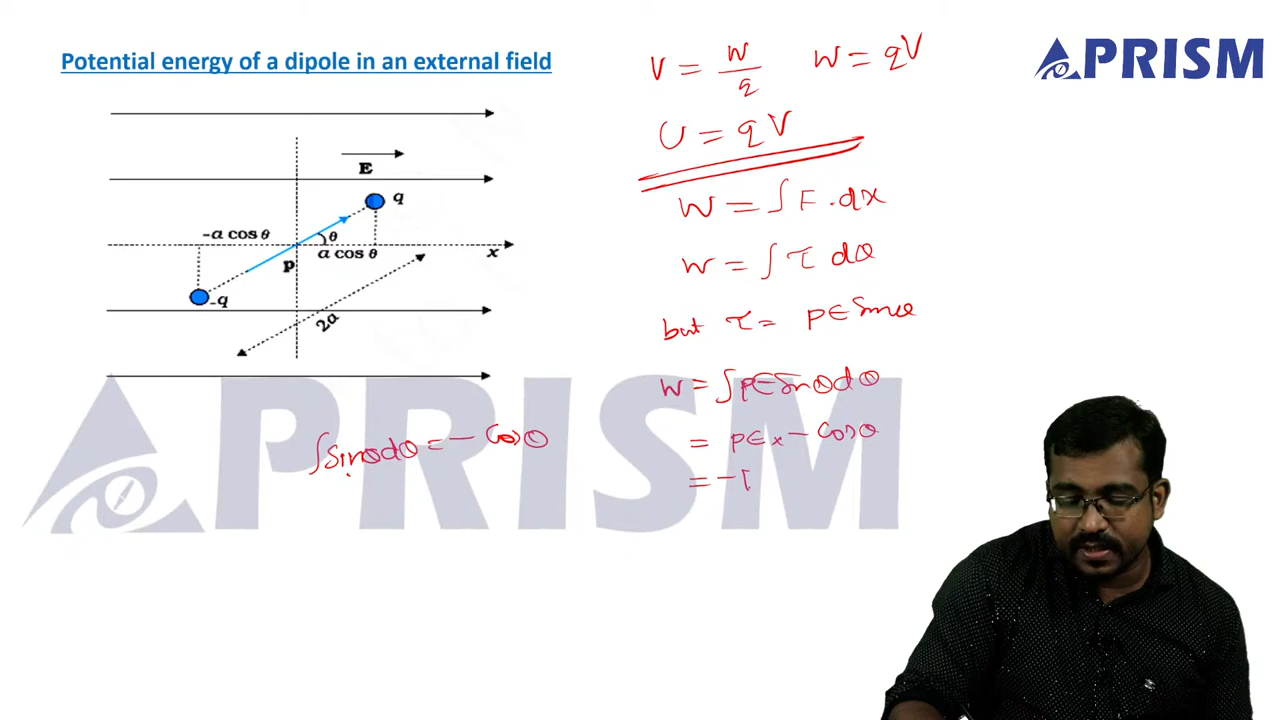 Potential energy of a dipole in an external field
PRISM
V = W/q W = qV
U = qV
W = ∫ F . dx
W = ∫ τ dθ
but τ = PE Sinθ
W = ∫ PE Sinθ dθ
= PE x - Cosθ
= -
∫ Sinθ dθ = - Cosθ
E
q
-a cos θ
θ
a cos θ
x
p
-q
2a
PRISM